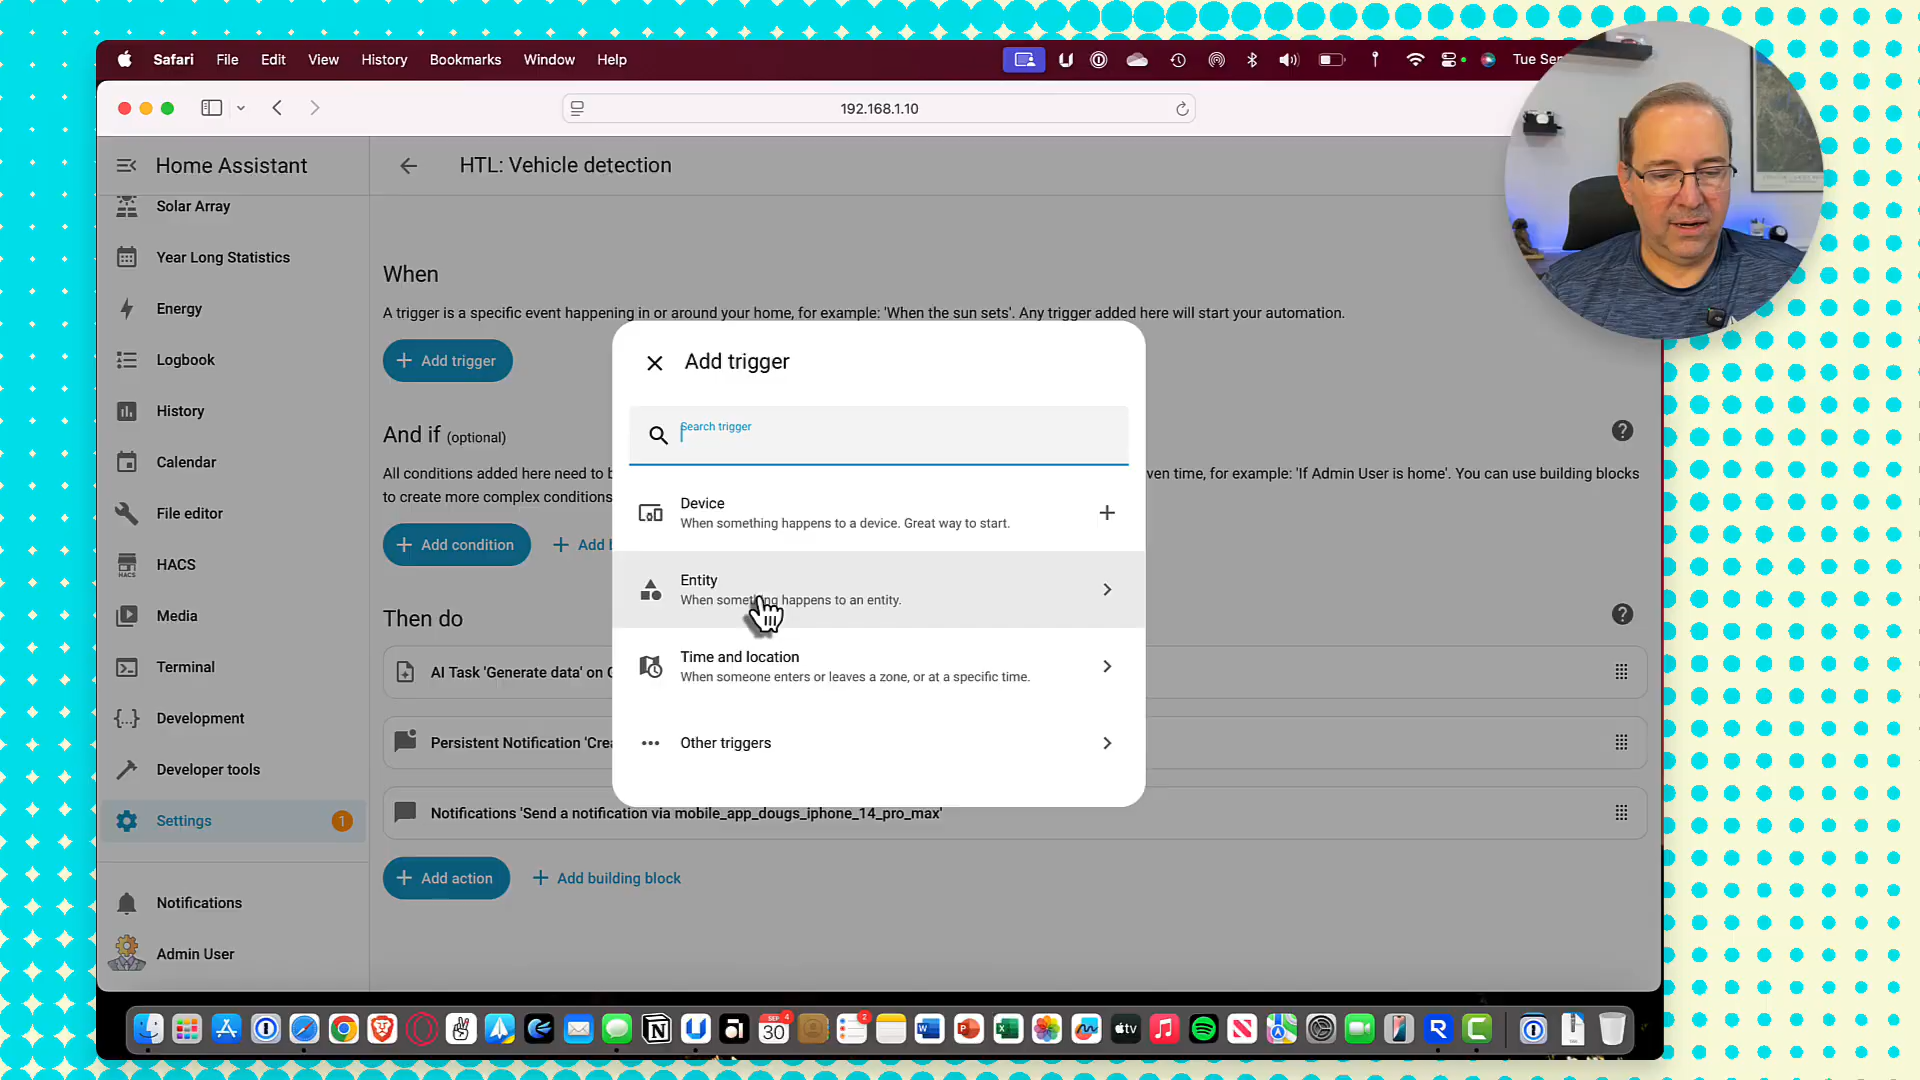 Safari File Edit View History Bookmarks Window Help
Tue Sep
192.168.1.10
Home Assistant
HTL: Vehicle detection
Solar Array
Year Long Statistics
Energy
Logbook
History
Calendar
File editor
HACS
HACS
Media
Terminal
Development
Developer tools
Settings
1
Notifications
Admin User
When
A trigger is a specific event happening in or around your home, for example: 'When the sun sets'. Any trigger added here will start your automation.
Add trigger
And if (optional)
All conditions added here need to b
ven time, for example: 'If Admin User is home'. You can use building blocks
to create more complex conditions
Add condition
Add b
Then do
AI Task 'Generate data' on
Persistent Notification 'Crea
Notifications 'Send a notification via mobile_app_dougs_iphone_14_pro_max'
Add action
Add building block
Add trigger
Search trigger
Device
When something happens to a device. Great way to start.
Entity
When something happens to an entity.
Time and location
When someone enters or leaves a zone, or at a specific time.
Other triggers
SEP
30
4
2
tv